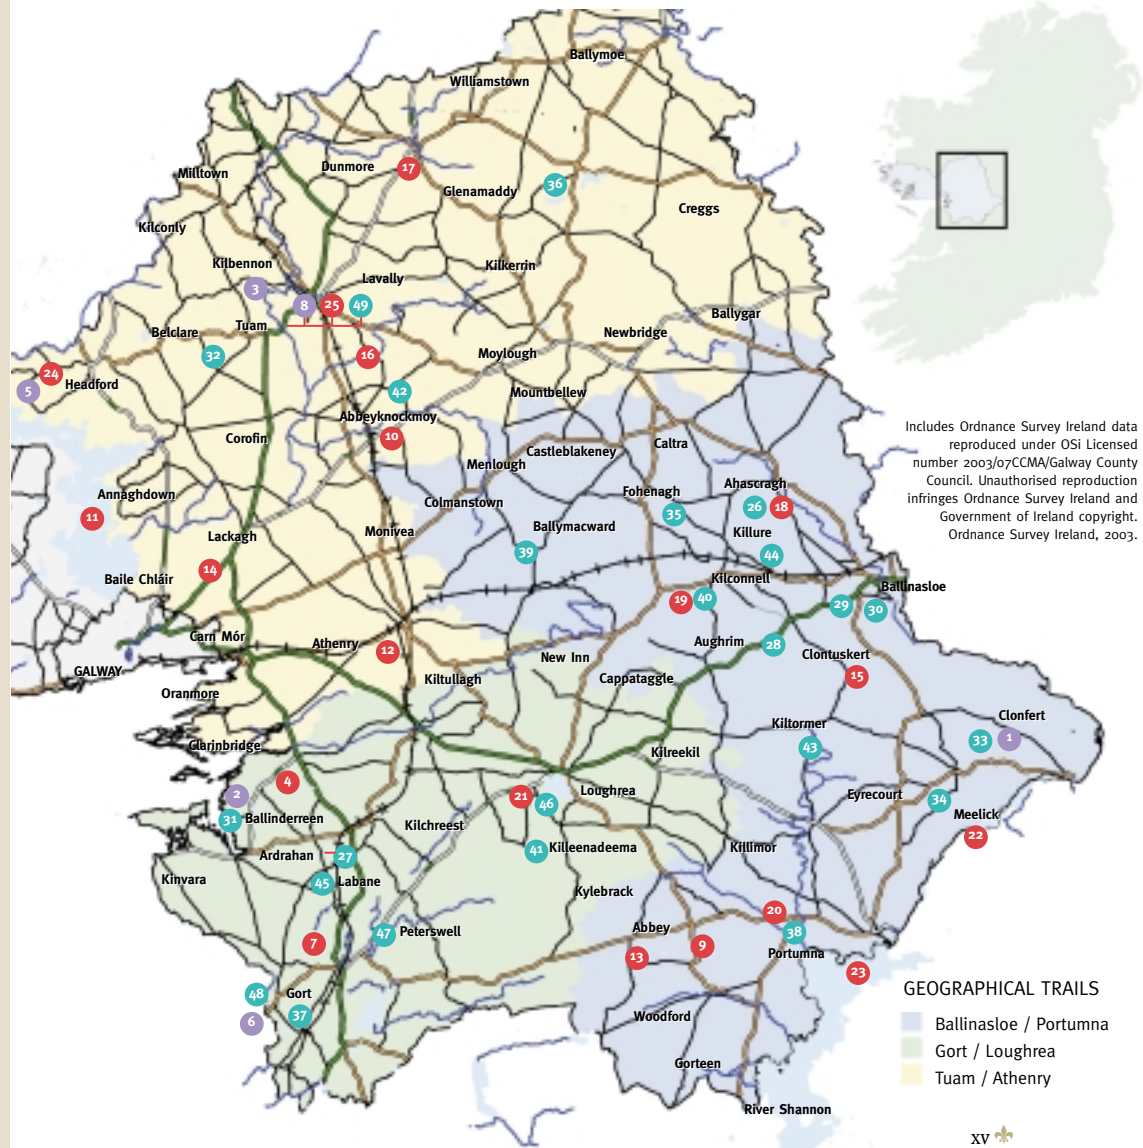 Ballymoe
Williamstown
Dunmore
17
Milltown
Glenamaddy
36
Creggs
Kilconly
Kilbennon
Kilkerrin
Lavally
3
8
25
49
Ballygar
Tuam
Belclare
Newbridge
32
16
Moylough
24
Headford
5
42
Mountbellew
Abbeyknockmoy
10
Corofin
Caltra
Castleblakeney
Menlough
Includes Ordnance Survey Ireland data
reproduced under OSi Licensed
number 2003/07CCMA/Galway County
Council. Unauthorised reproduction
infringes Ordnance Survey Ireland and
Government of Ireland copyright.
Ordnance Survey Ireland, 2003.
Ahascragh
Fohenagh
Annaghdown
Colmanstown
26
18
35
11
Ballymacward
Killure
Monivea
Lackagh
39
44
14
Baile Chláir
Kilconnell
Ballinasloe
19
40
29
30
Carn Mór
Athenry
12
Aughrim
28
Clontuskert
New Inn
GALWAY
Kiltullagh
Cappataggle
15
Oranmore
Clonfert
Kiltormer
33
1
Clarinbridge
43
Kilreekil
4
Loughrea
2
21
46
Eyrecourt
34
Meelick
31
Ballinderreen
Kilchreest
22
41
Killeenadeema
Killimor
Ardrahan
27
Kinvara
45
Labane
Kylebrack
20
47
Peterswell
Abbey
38
7
9
Portumna
13
23
48
Gort
6
37
Woodford
Gorteen
River Shannon
GEOGRAPHICAL TRAILS
Ballinasloe / Portumna
Gort / Loughrea
Tuam / Athenry
XV